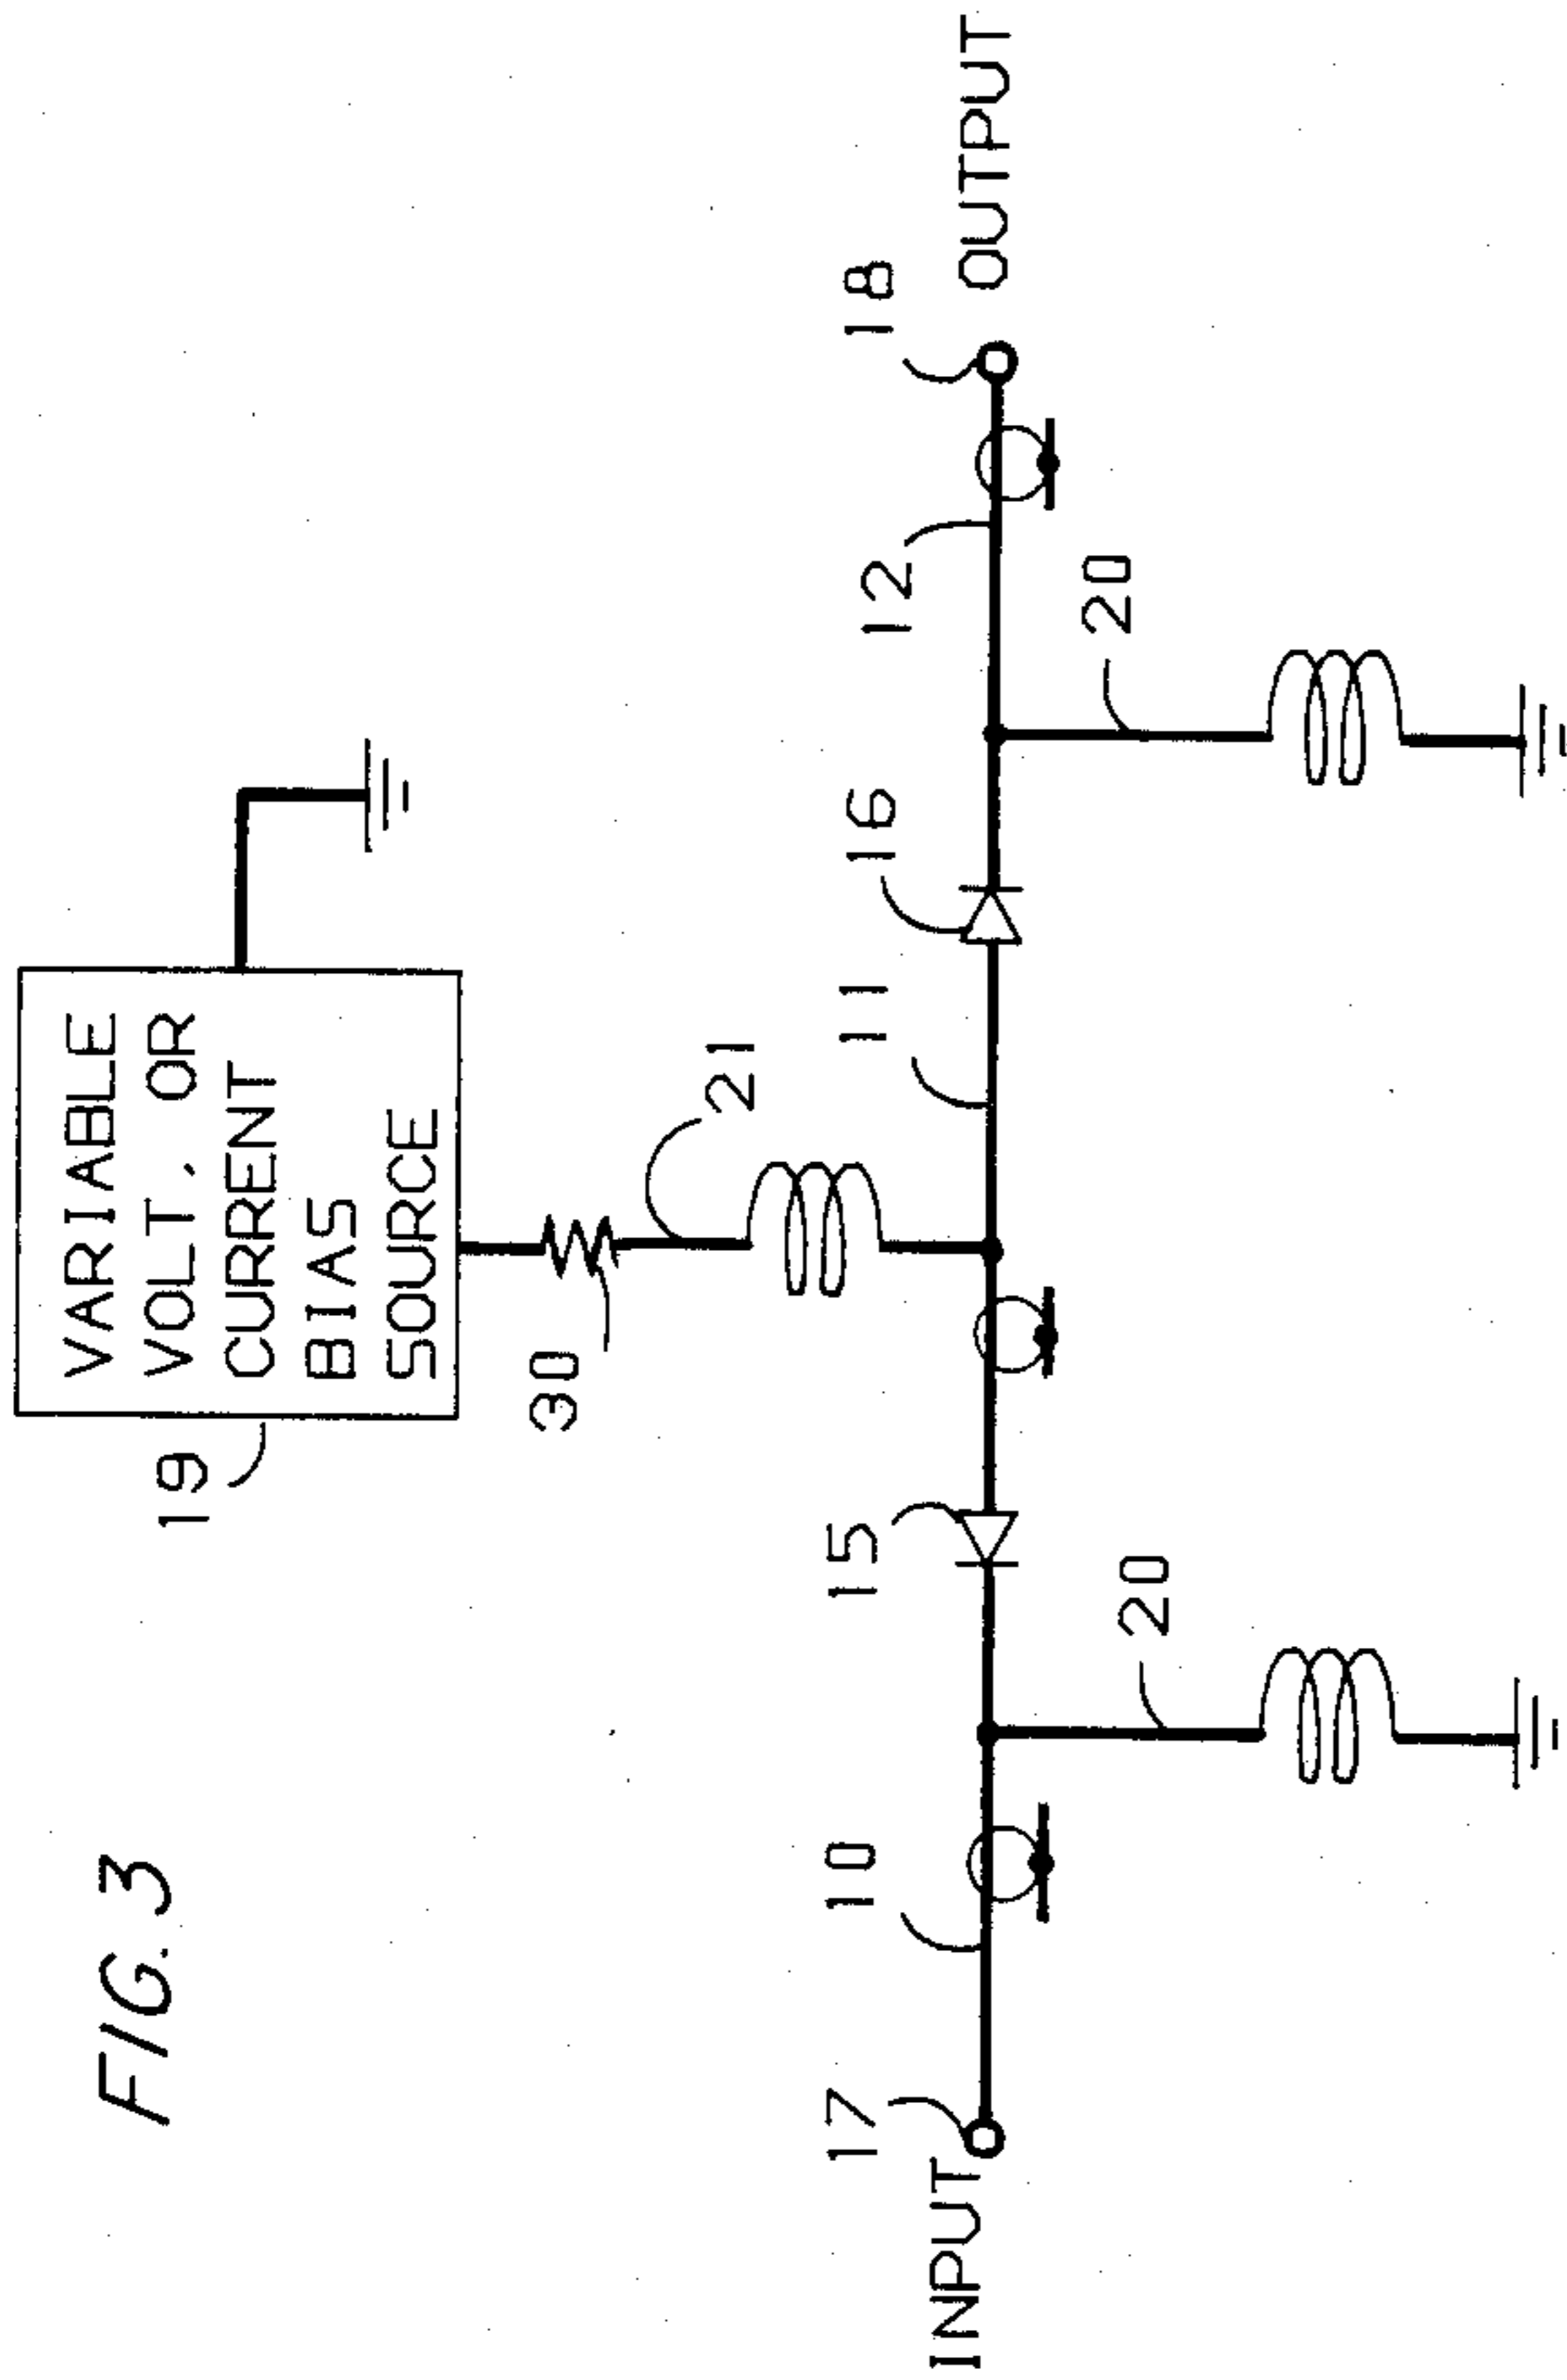 FIG. 3
19
VARIABLE
VOLT. OR
CURRENT
BIAS
SOURCE
30
21
INPUT
17
10
15
11
16
12
18
OUTPUT
20
20